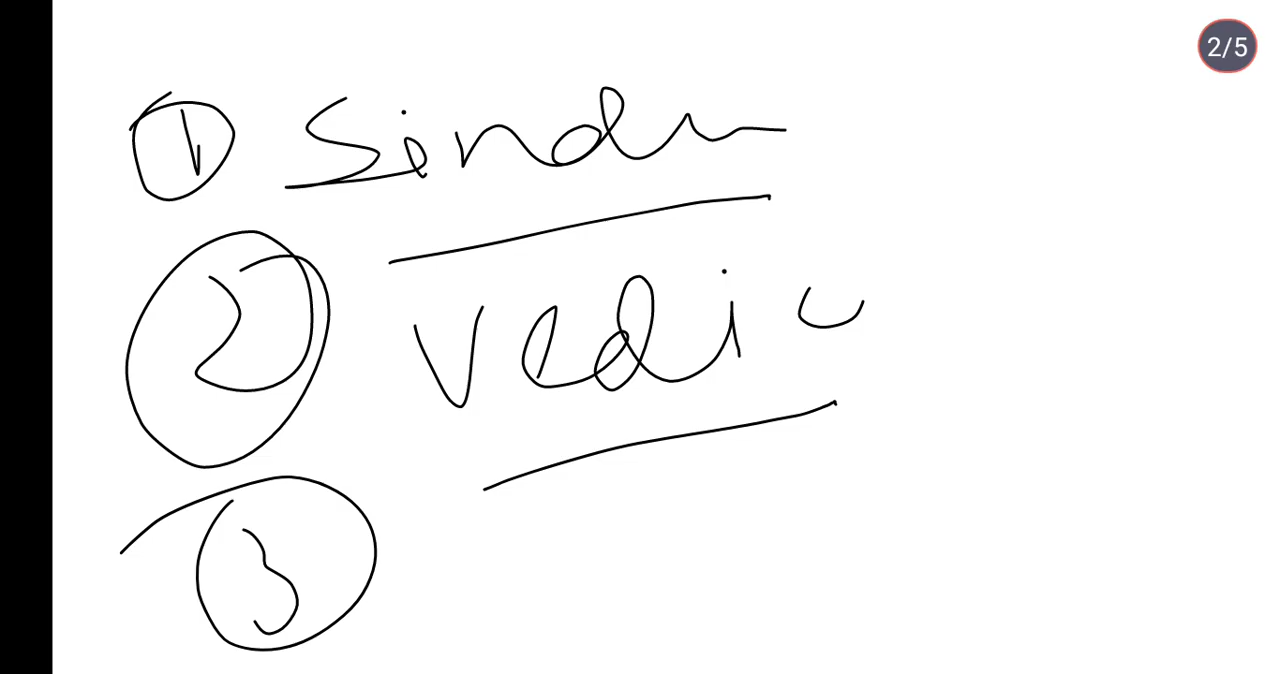 2/5
① Sindu
② Vedic
③